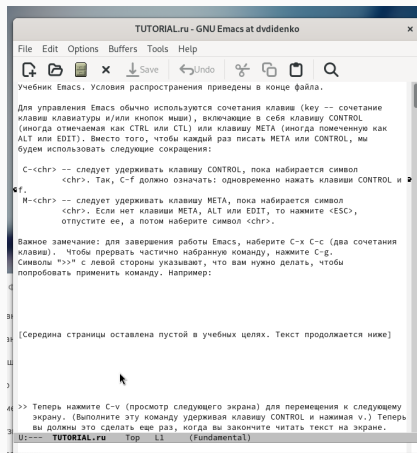 TUTORIAL.ru - GNU Emacs at dvdidenko
File Edit Options Buffers Tools Help
Save Undo
Учебник Emacs. Условия распространения приведены в конце файла.
Для управления Emacs обычно используются сочетания клавиш (key -- сочетание
клавиш клавиатуры и/или кнопок мыши), включающие в себя клавишу CONTROL
(иногда отмечаемая как CTRL или CTL) или клавишу META (иногда помеченную как
ALT или EDIT). Вместо того, чтобы каждый раз писать META или CONTROL, мы
будем использовать следующие сокращения:
C-<chr> -- следует удерживать клавишу CONTROL, пока набирается символ
<chr>. Так, C-f должно означать: одновременно нажать клавиши CONTROL и
f.
M-<chr> -- следует удерживать клавишу META, пока набирается символ
<chr>. Если нет клавиши META, ALT или EDIT, то нажмите <ESC>,
отпустите ее, а потом наберите символ <chr>.
Важное замечание: для завершения работы Emacs, наберите C-x C-c (два сочетания
клавиш). Чтобы прервать частично набранную команду, нажмите C-g.
Символы ">>" с левой стороны указывают, что вам нужно делать, чтобы
попробовать применить команду. Например:
[Середина страницы оставлена пустой в учебных целях. Текст продолжается ниже]
>> Теперь нажмите C-v (просмотр следующего экрана) для перемещения к следующему
экрану. (Выполните эту команду удерживая клавишу CONTROL и нажимая v.) Теперь
вы должны это сделать еще раз, когда вы закончите читать текст на экране.
U:--- TUTORIAL.ru Top L1 (Fundamental)